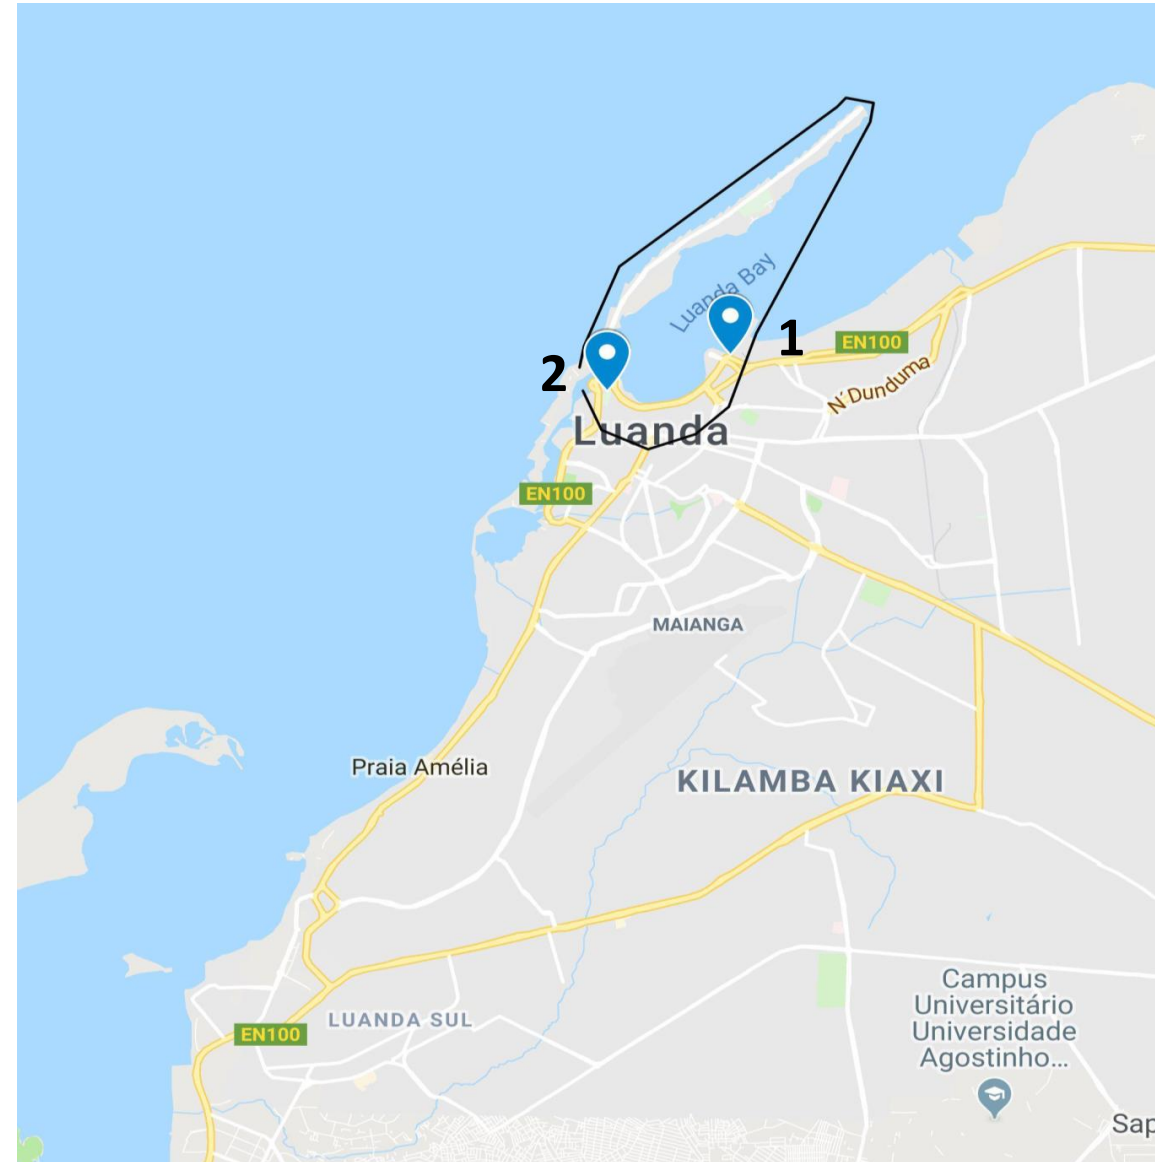 Luanda Bay
1
EN100
2
N´Dunduma
Luanda
EN100
MAIANGA
Praia Amélia
KILAMBA KIAXI
Campus
Universitário
Universidade
Agostinho...
LUANDA SUL
EN100
Sap